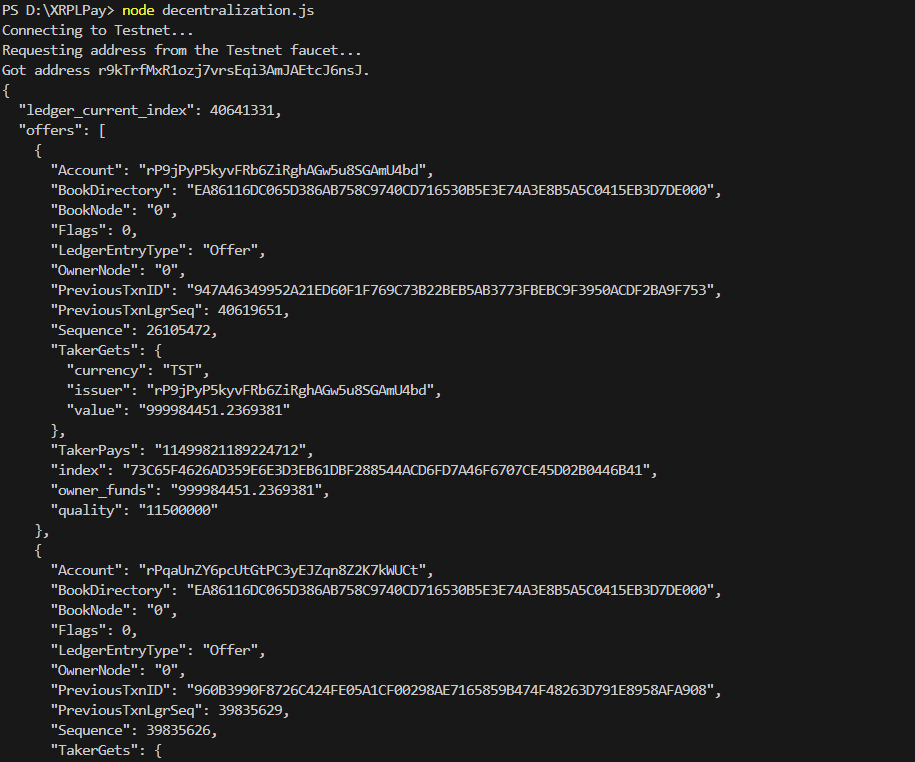 PS D:\XRPLPay> node decentralization.js
Connecting to Testnet...
Requesting address from the Testnet faucet...
Got address r9kTrfMxR1ozj7vrsEqi3AmJAEtcJ6nsJ.
{
  "ledger_current_index": 40641331,
  "offers": [
    {
      "Account": "rP9jPyP5kyvFRb6ZiRghAGw5u8SGAmU4bd",
      "BookDirectory": "EA86116DC065D386AB758C9740CD716530B5E3E74A3E8B5A5C0415EB3D7DE000",
      "BookNode": "0",
      "Flags": 0,
      "LedgerEntryType": "Offer",
      "OwnerNode": "0",
      "PreviousTxnID": "947A46349952A21ED60F1F769C73B22BEB5AB3773FBEBC9F3950ACDF2BA9F753",
      "PreviousTxnLgrSeq": 40619651,
      "Sequence": 26105472,
      "TakerGets": {
        "currency": "TST",
        "issuer": "rP9jPyP5kyvFRb6ZiRghAGw5u8SGAmU4bd",
        "value": "999984451.2369381"
      },
      "TakerPays": "11499821189224712",
      "index": "73C65F4626AD359E6E3D3EB61DBF288544ACD6FD7A46F6707CE45D02B0446B41",
      "owner_funds": "999984451.2369381",
      "quality": "11500000"
    },
    {
      "Account": "rPqaUnZY6pcUtGtPC3yEJZqn8Z2K7kWUCt",
      "BookDirectory": "EA86116DC065D386AB758C9740CD716530B5E3E74A3E8B5A5C0415EB3D7DE000",
      "BookNode": "0",
      "Flags": 0,
      "LedgerEntryType": "Offer",
      "OwnerNode": "0",
      "PreviousTxnID": "960B3990F8726C424FE05A1CF00298AE7165859B474F48263D791E8958AFA908",
      "PreviousTxnLgrSeq": 39835629,
      "Sequence": 39835626,
      "TakerGets": {